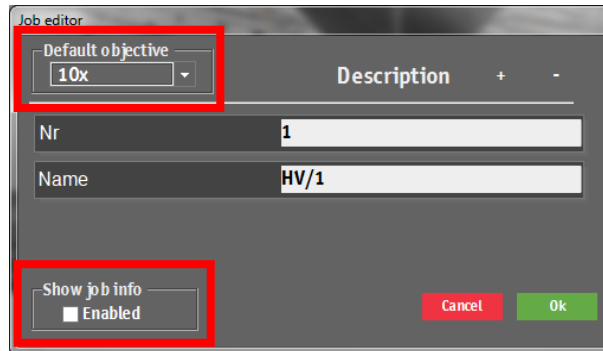 Job editor
Default objective
10x
Description + -
Nr 1
Name HV/1
Show job info
Enabled
Cancel Ok